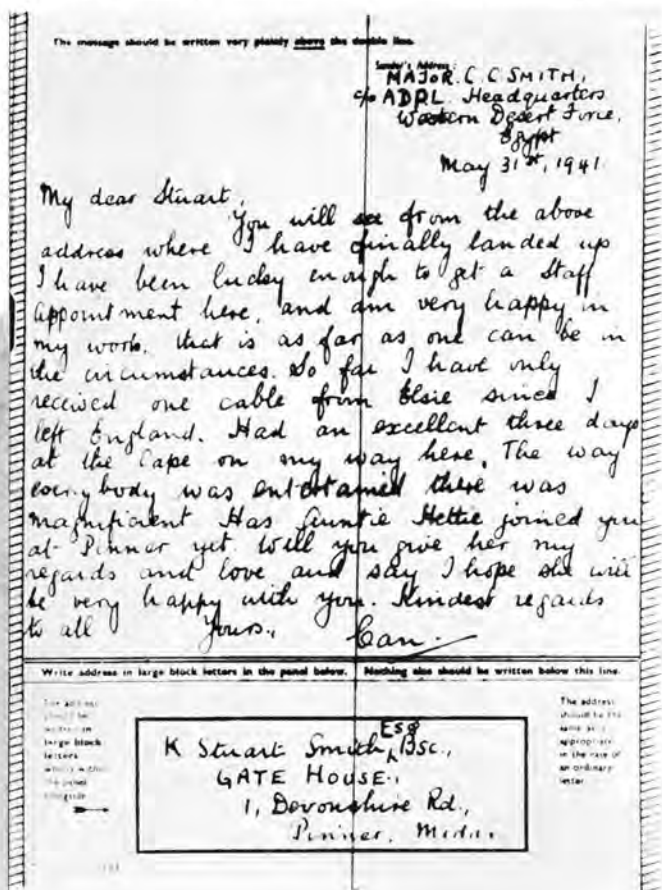 The message should be written very plainly above the double line.
Sender's Address:
MAJOR. C C SMITH,
c/o ADRL. Headquarters
Western Desert Force,
Egypt
May 31st, 1941.
My dear Stuart,
You will see from the above
address where I have finally landed up
I have been lucky enough to get a Staff
appointment here, and am very happy in
my work, that is as far as one can be in
the circumstances. So far I have only
received one cable from Elsie since I
left England. Had an excellent three days
at the Cape on my way here. The way
everybody was entertained there was
magnificent Has Auntie Hettie joined you
at Pinner yet. Will you give her my
regards and love and say I hope she will
be very happy with you. Kindest regards
to all Yours.,
Write address in large block letters in the panel below. Nothing else should be written below this line.
large block
letters
The address
should be the
same as is
appropriate
in the case of
an ordinary
letter
K Stuart Smith, Esq BSc.,
GATE HOUSE.,
1, Devonshire Rd.,
Pinner,